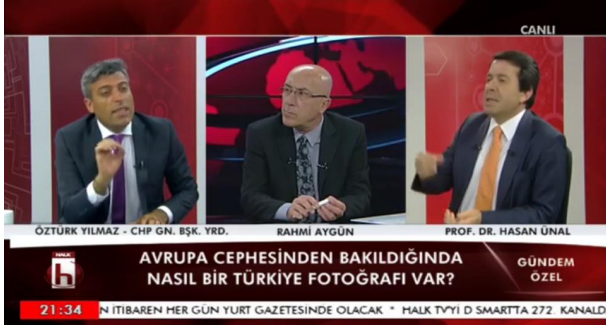 CANLI
ÖZTÜRK YILMAZ - CHP GN. BŞK. YRD.
RAHMİ AYGÜN
PROF. DR. HASAN ÜNAL
HALK
h
AVRUPA CEPHESİNDEN BAKILDIĞINDA
NASIL BİR TÜRKİYE FOTOĞRAFI VAR?
GÜNDEM
ÖZEL
21:34
N İTİBAREN HER GÜN YURT GAZETESİNDE OLACAK * HALK TV'Yİ D SMART'TA 272. KANALD